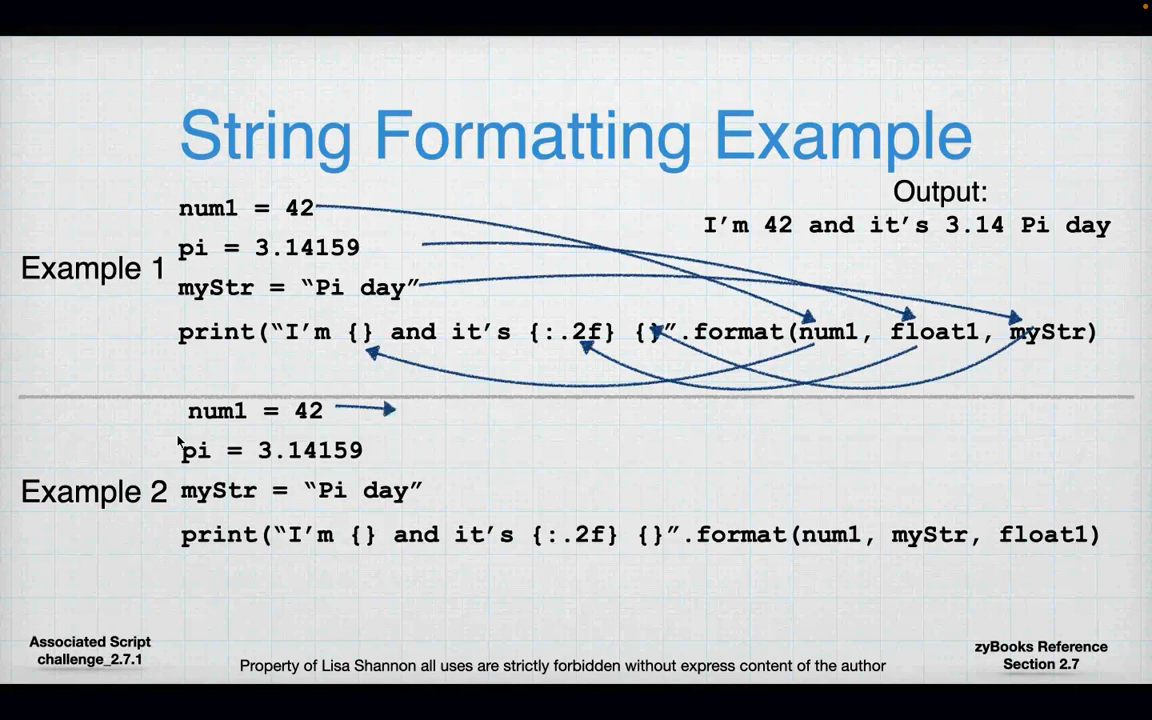 String Formatting Example
Output:
I’m 42 and it’s 3.14 Pi day
Example 1
num1 = 42
pi = 3.14159
myStr = “Pi day”
print(“I’m {} and it’s {:.2f} {}”.format(num1, float1, myStr)
Example 2
num1 = 42
pi = 3.14159
myStr = “Pi day”
print(“I’m {} and it’s {:.2f} {}”.format(num1, myStr, float1)
Associated Script
challenge_2.7.1
Property of Lisa Shannon all uses are strictly forbidden without express content of the author
zyBooks Reference
Section 2.7